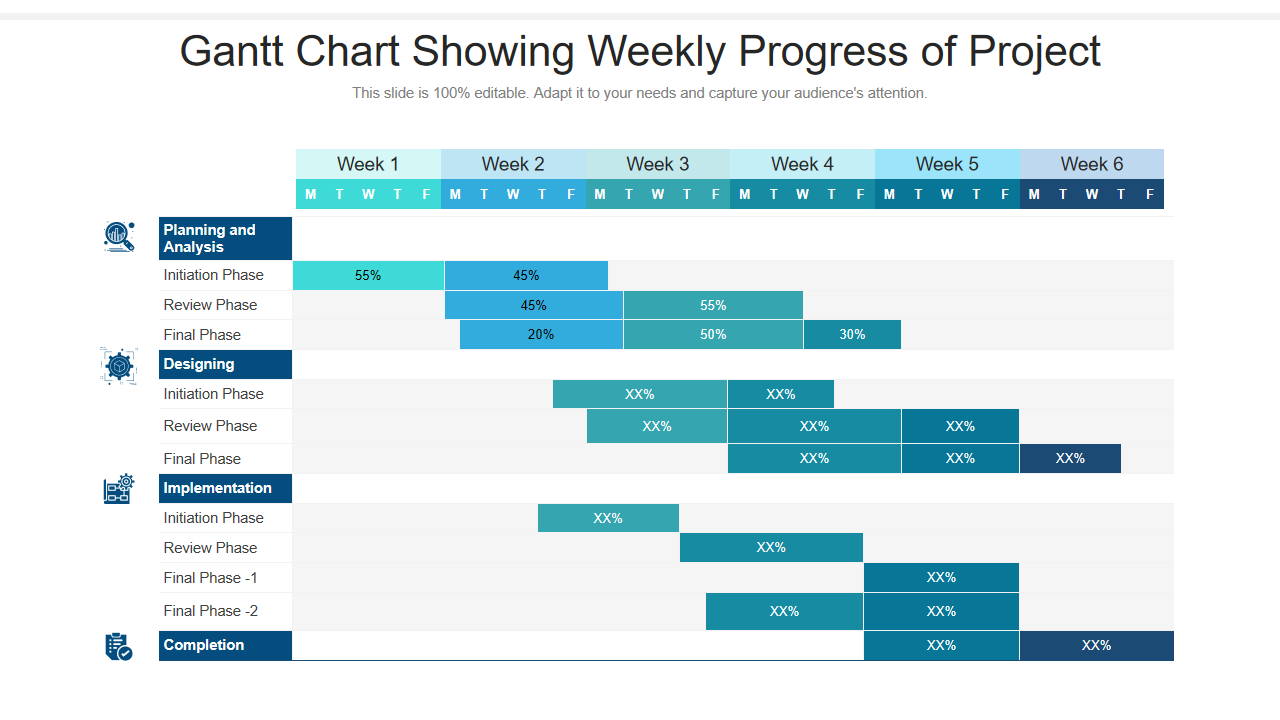 Gantt Chart Showing Weekly Progress of Project
This slide is 100% editable. Adapt it to your needs and capture your audience's attention.
Week 1 Week 2 Week 3 Week 4 Week 5 Week 6
M T W T F M T W T F M T W T F M T W T F M T W T F M T W T F
Planning and
Analysis
Initiation Phase 55% 45%
Review Phase 45% 55%
Final Phase 20% 50% 30%
Designing
Initiation Phase XX% XX%
Review Phase XX% XX% XX%
Final Phase XX% XX% XX%
Implementation
Initiation Phase XX%
Review Phase XX%
Final Phase -1 XX%
Final Phase -2 XX% XX%
Completion XX% XX%